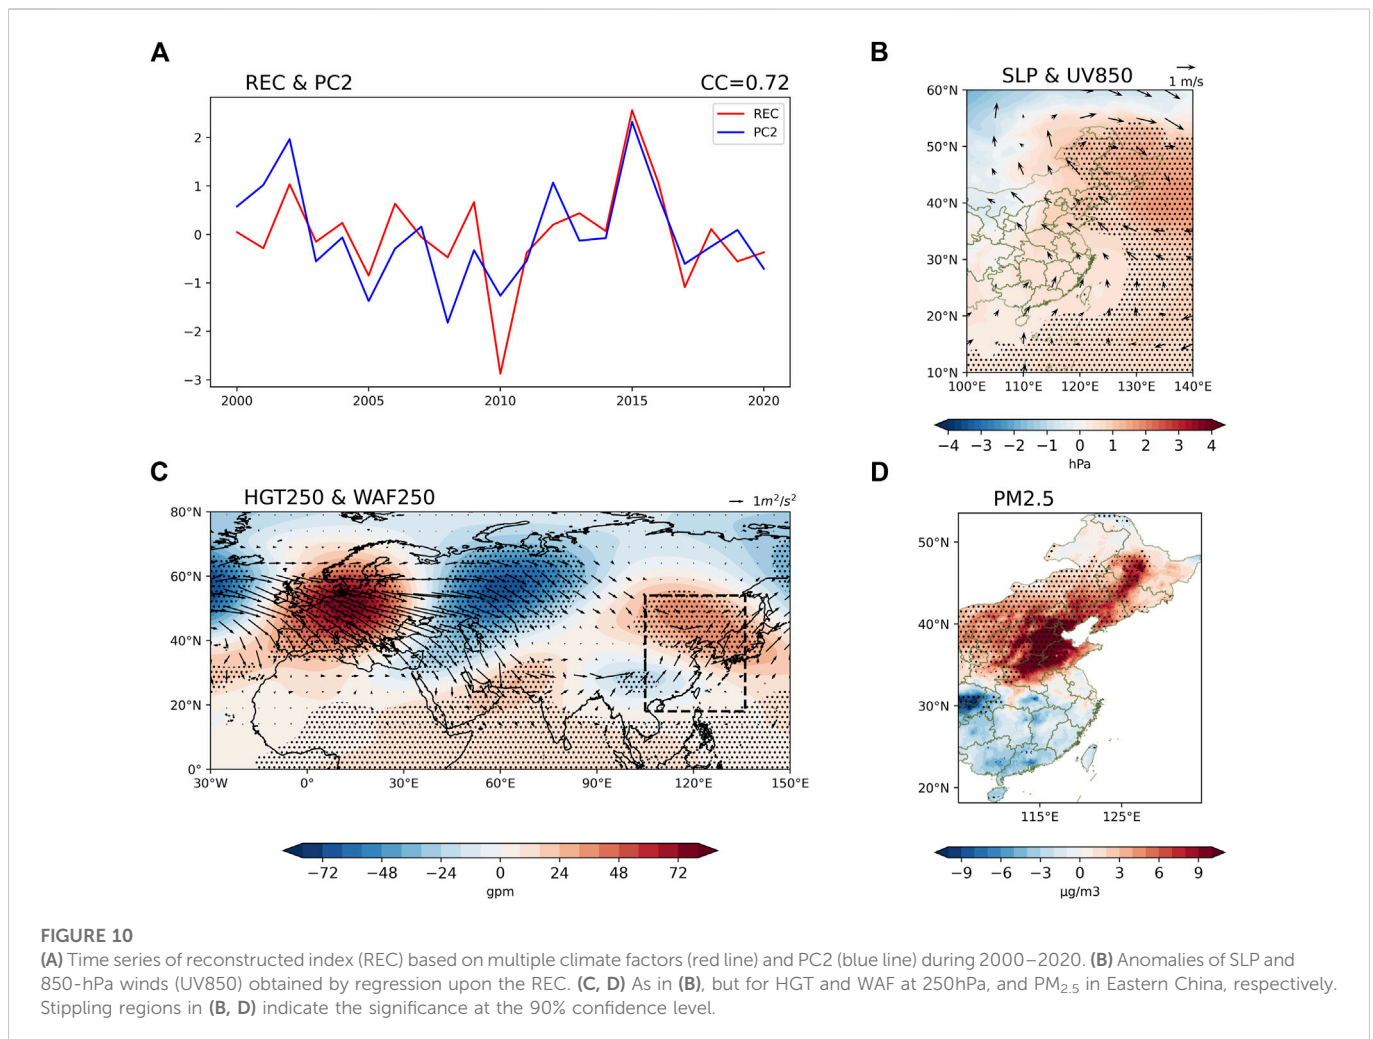 A
REC & PC2 CC=0.72
REC
PC2
2
1
0
−1
−2
−3
2000 2005 2010 2015 2020
B
SLP & UV850
1 m/s
60°N
50°N
40°N
30°N
20°N
10°N
100°E 110°E 120°E 130°E 140°E
−4 −3 −2 −1 0 1 2 3 4
hPa
C
HGT250 & WAF250 1m²/s²
80°N
60°N
40°N
20°N
0°
30°W 0° 30°E 60°E 90°E 120°E 150°E
−72 −48 −24 0 24 48 72
gpm
D
PM2.5
50°N
40°N
30°N
20°N
115°E 125°E
−9 −6 −3 0 3 6 9
μg/m3
FIGURE 10
(A) Time series of reconstructed index (REC) based on multiple climate factors (red line) and PC2 (blue line) during 2000–2020. (B) Anomalies of SLP and
850-hPa winds (UV850) obtained by regression upon the REC. (C, D) As in (B), but for HGT and WAF at 250hPa, and PM₂.₅ in Eastern China, respectively.
Stippling regions in (B, D) indicate the significance at the 90% confidence level.